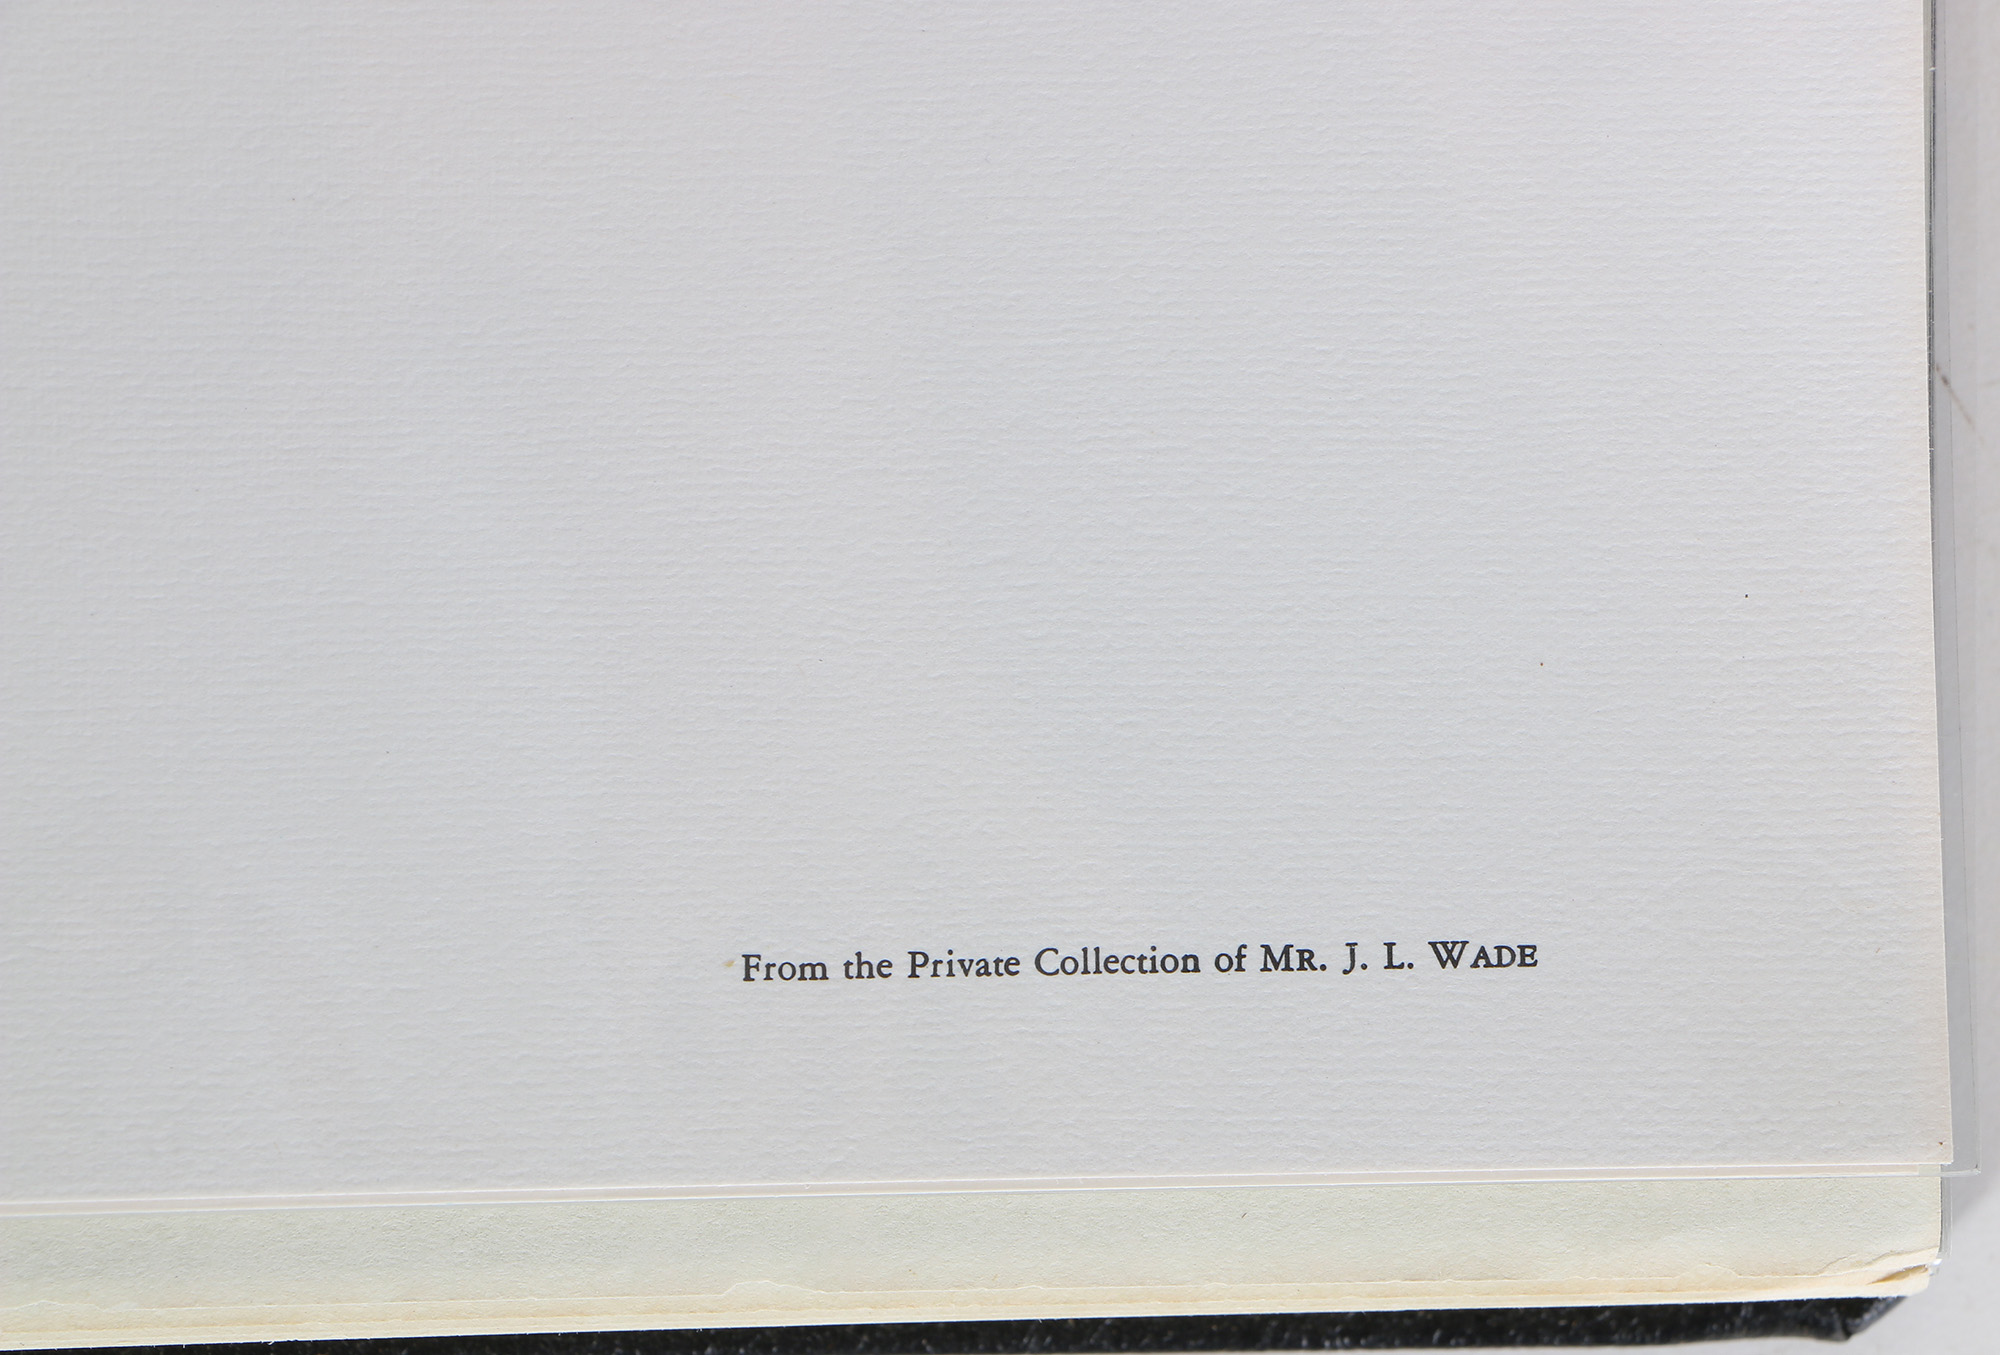 From the Private Collection of MR. J. L. WADE